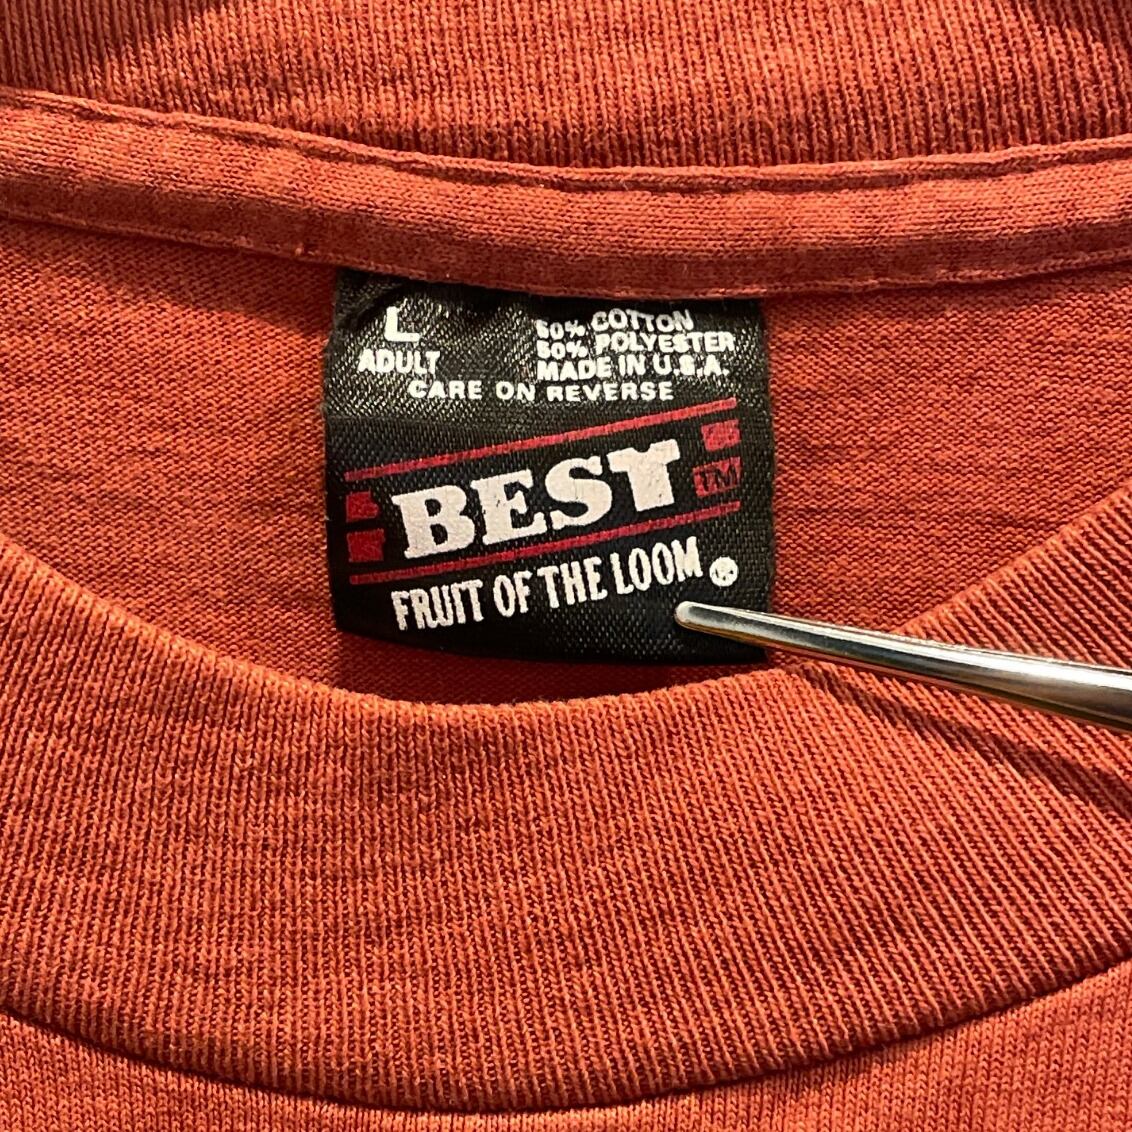 L
ADULT
50% COTTON
50% POLYESTER
MADE IN U.S.A.
CARE ON REVERSE
BEST
TM
FRUIT OF THE LOOM®